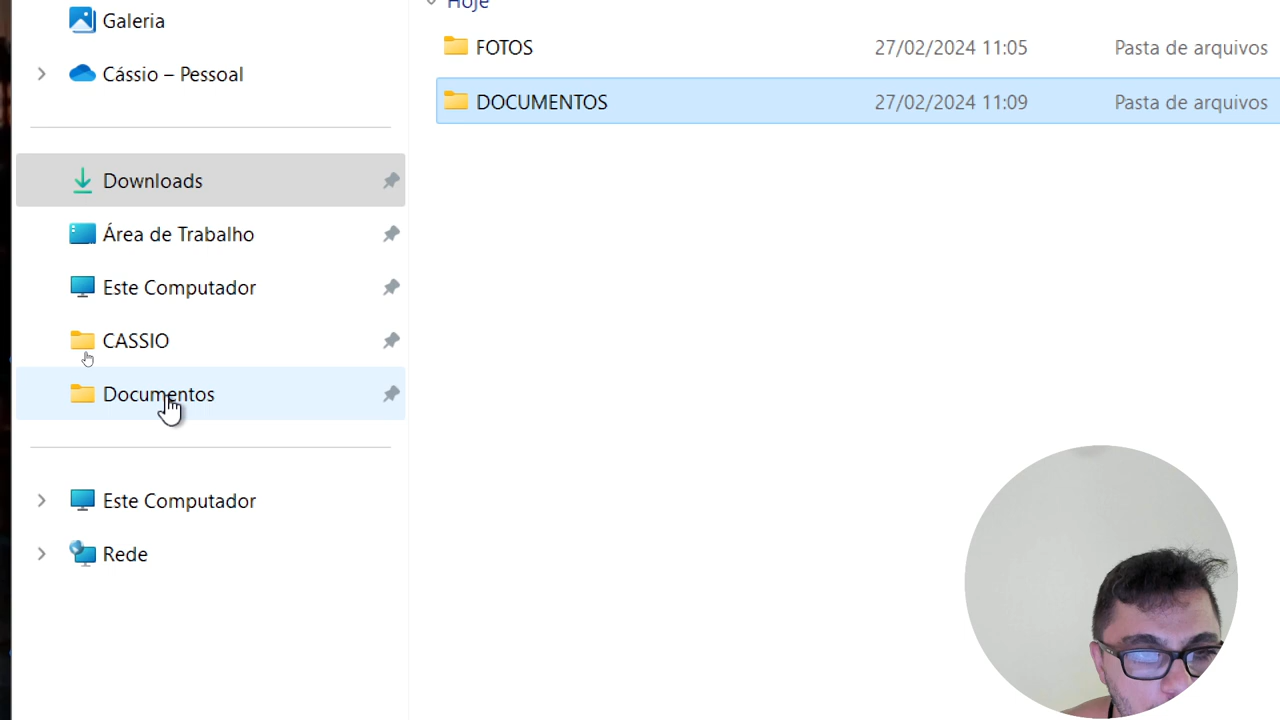 Galeria
Cássio – Pessoal
Downloads
Área de Trabalho
Este Computador
CASSIO
Documentos
Este Computador
Rede
Hoje
FOTOS 27/02/2024 11:05 Pasta de arquivos
DOCUMENTOS 27/02/2024 11:09 Pasta de arquivos